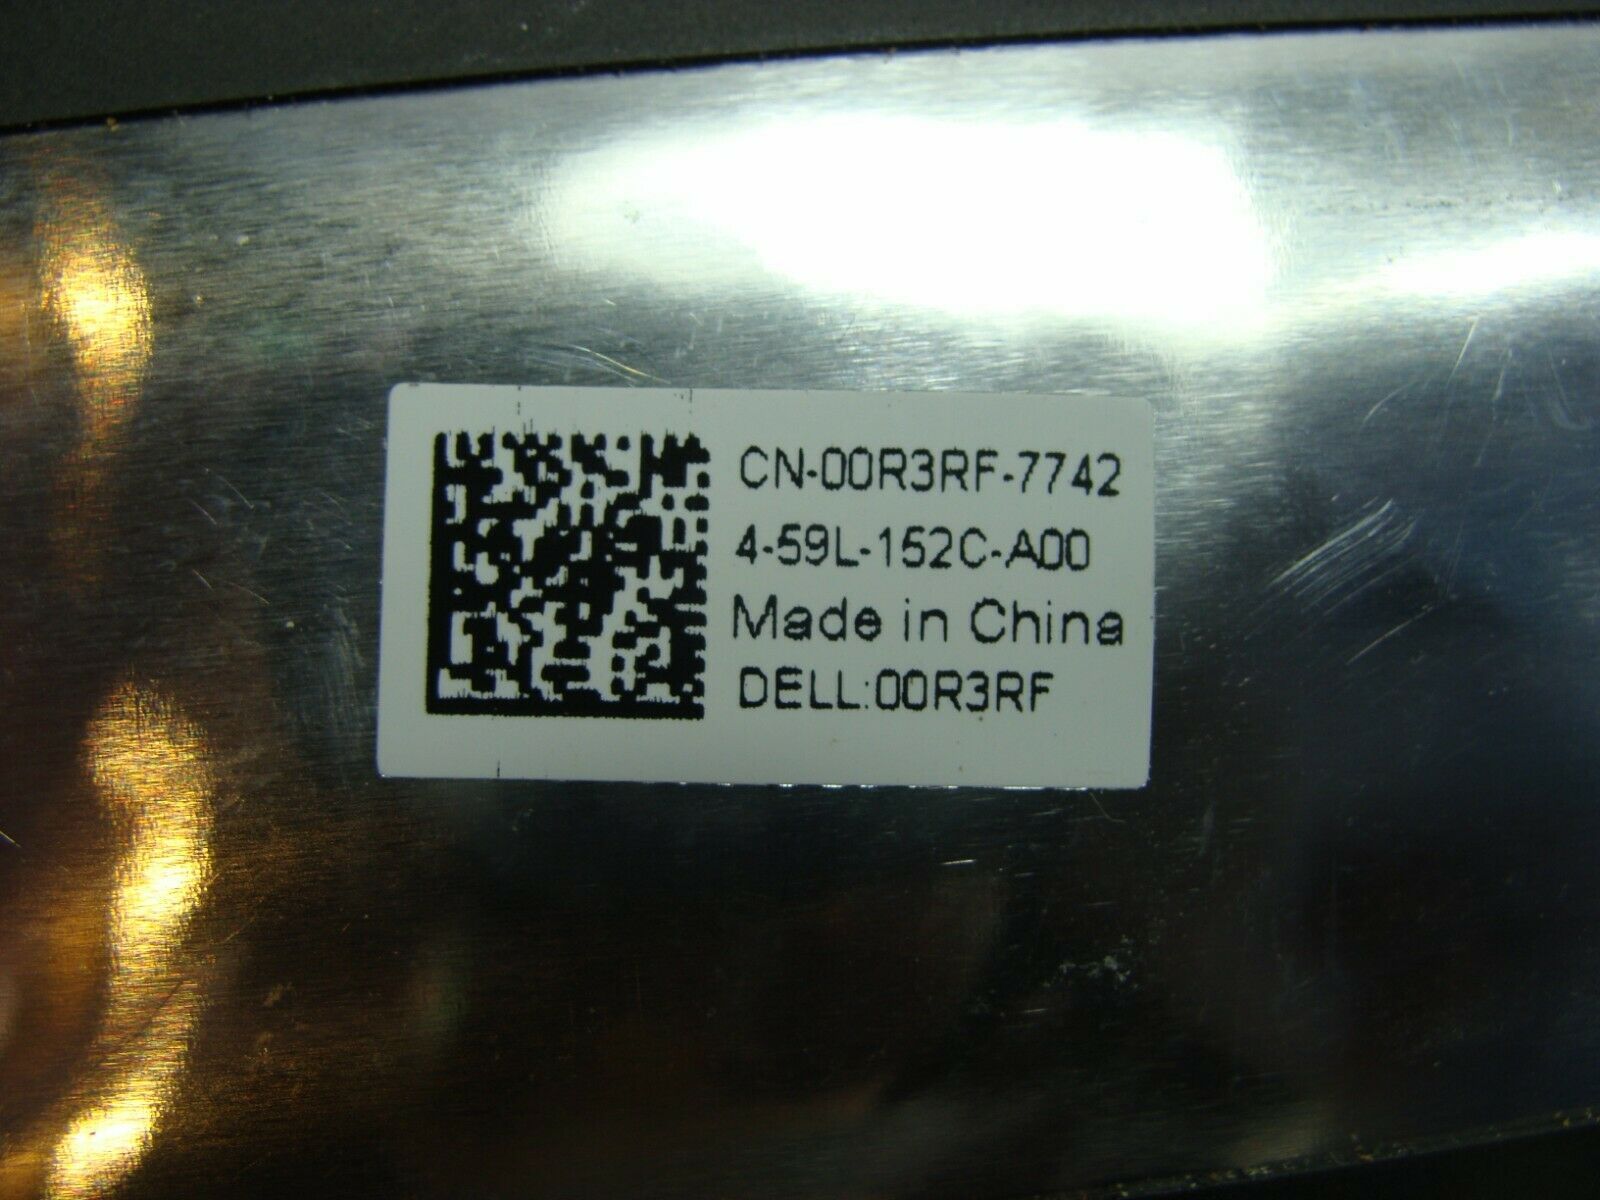 CN-00R3RF-7742
4-59L-152C-A00
Made in China
DELL:00R3RF